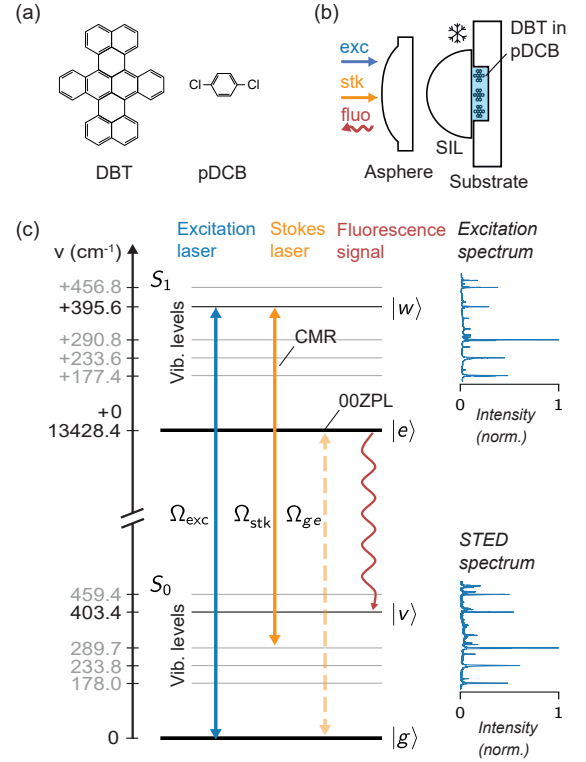 (a)
Cl
Cl
DBT
pDCB
(b)
exc
stk
fluo
Asphere
SIL
DBT in
pDCB
Substrate
(c)
ν (cm⁻¹)
Excitation
laser
Stokes
laser
Fluorescence
signal
Excitation
spectrum
S₁
Vib. levels
+456.8
+395.6
+290.8
+233.6
+177.4
+0
13428.4
|w⟩
CMR
00ZPL
|e⟩
0
1
Intensity
(norm.)
Ω_exc
Ω_stk
Ω_ge
STED
spectrum
S₀
Vib. levels
459.4
403.4
289.7
233.8
178.0
0
|v⟩
|g⟩
0
1
Intensity
(norm.)